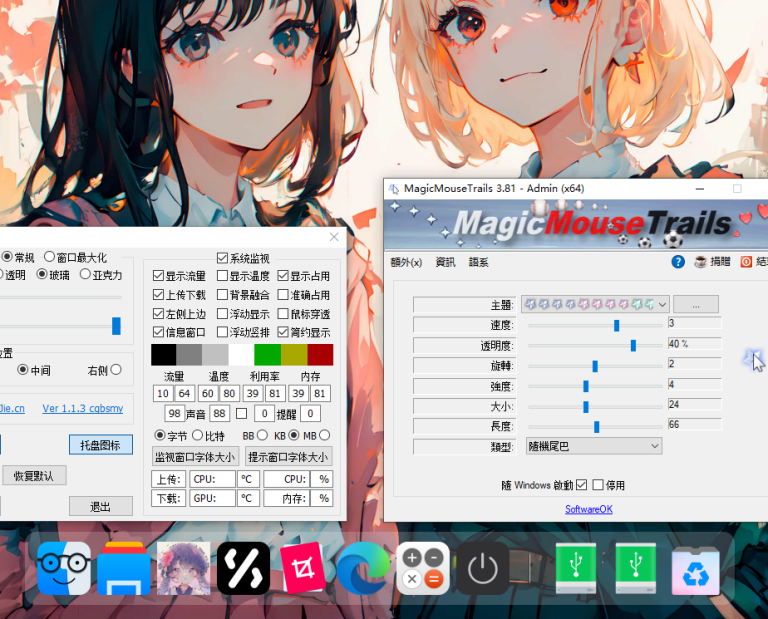 常规 窗口最大化
透明 玻璃 亚克力
位置
中间 右侧
Jie.cn Ver 1.1.3 cgbsmv
托盘图标
恢复默认
退出
系统监视
显示流量 显示温度 显示占用
上传下载 背景融合 准确占用
左侧上边 浮动显示 鼠标穿透
信息窗口 浮动竖排 简约显示
流量 温度 利用率 内存
10 64 60 80 39 81 39 81
98 声音 88 0 提醒 0
字节 比特 BB KB MB
监视窗口字体大小 提示窗口字体大小
上传: CPU: ℃ CPU: %
下载: GPU: ℃ 内存: %
MagicMouseTrails 3.81 - Admin (x64)
MagicMouseTrails
額外(x) 資訊 語系 ? 捐贈 結
主題: ...
速度: 3
透明度: 40 %
旋轉: 2
強度: 4
大小: 24
長度: 66
類型: 隨機尾巴
隨 Windows 啟動 停用
SoftwareOK